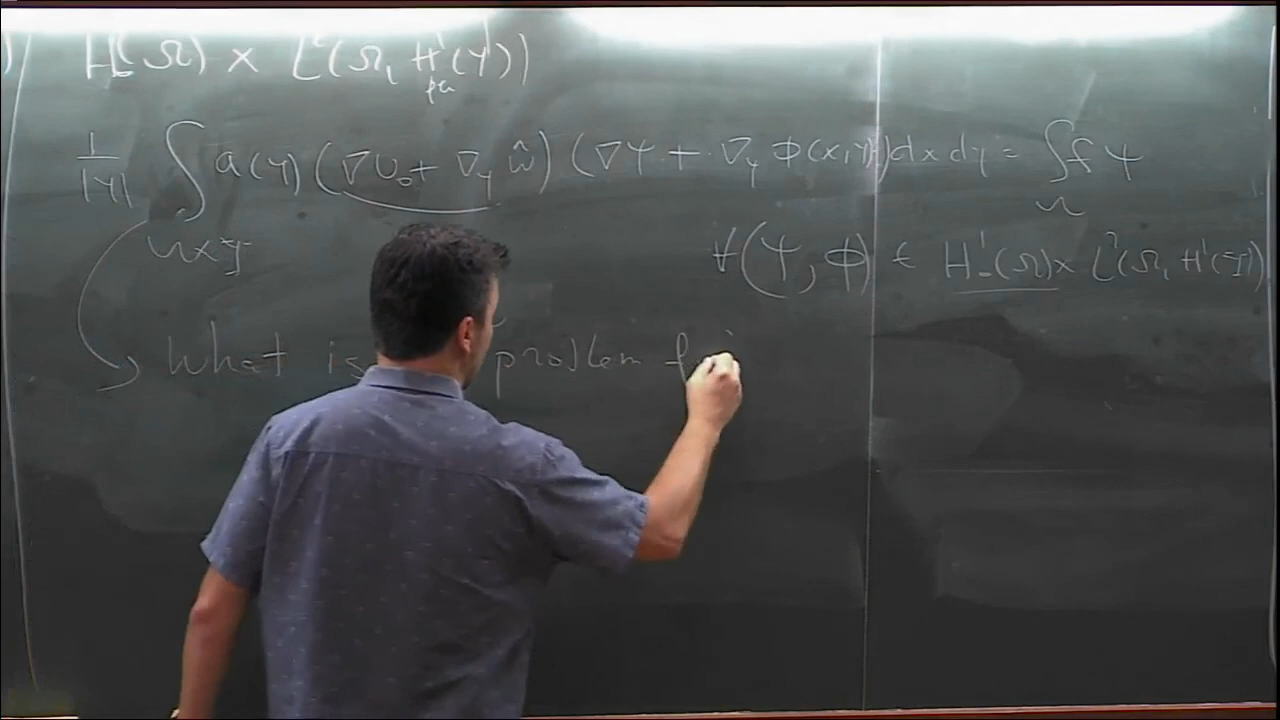 H¹₀(Ω) × L²(Ω, H¹per(Y))
1/|Y| ∫ a(y) (∇u₀ + ∇y ŵ) (∇Ψ + ∇y Φ(x,y)) dx dy = ∫ f Ψ
Ω×Y Ω
∀(Ψ, Φ) ∈ H¹₀(Ω) × L²(Ω, H¹(Y))
What is problem